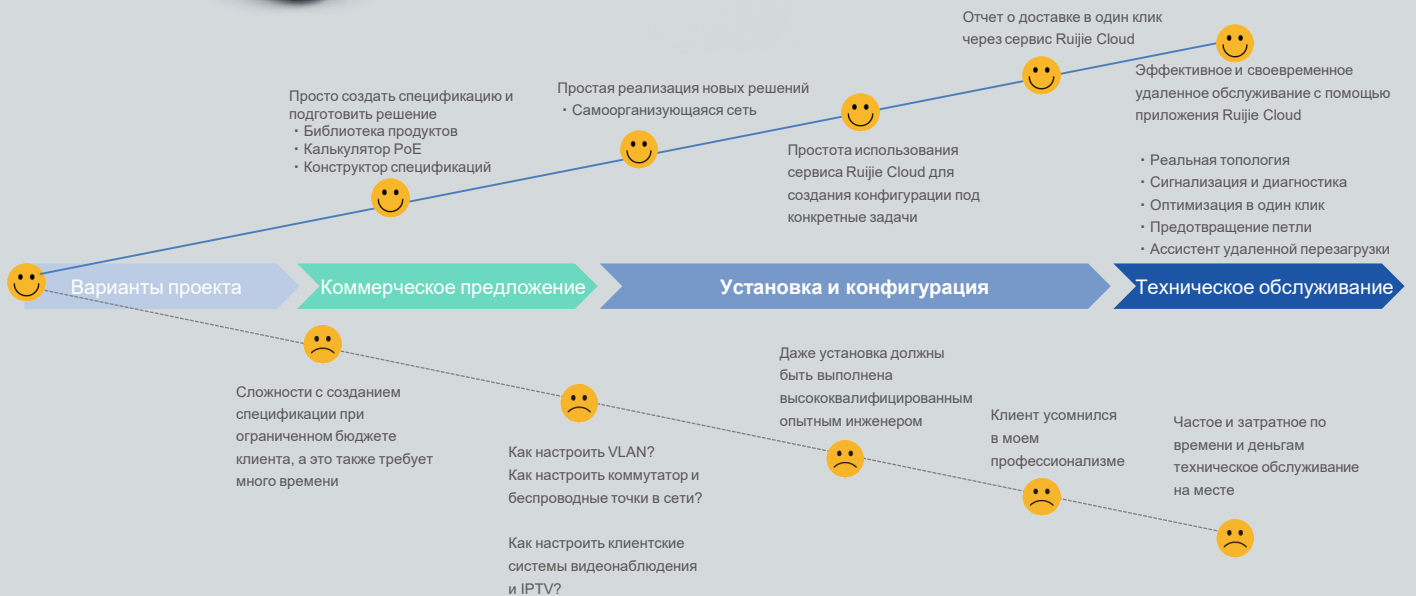 Отчет о доставке в один клик
через сервис Ruijie Cloud
Просто создать спецификацию и
подготовить решение
· Библиотека продуктов
· Калькулятор PoE
· Конструктор спецификаций
Простая реализация новых решений
· Самоорганизующаяся сеть
Простота использования
сервиса Ruijie Cloud для
создания конфигурации под
конкретные задачи
Эффективное и своевременное
удаленное обслуживание с помощью
приложения Ruijie Cloud
· Реальная топология
· Сигнализация и диагностика
· Оптимизация в один клик
· Предотвращение петли
· Ассистент удаленной перезагрузки
Варианты проекта
Коммерческое предложение
Установка и конфигурация
Техническое обслуживание
Сложности с созданием
спецификации при
ограниченном бюджете
клиента, а это также требует
много времени
Как настроить VLAN?
Как настроить коммутатор и
беспроводные точки в сети?
Как настроить клиентские
системы видеонаблюдения
и IPTV?
Даже установка должны
быть выполнена
высококвалифицированным
опытным инженером
Клиент усомнился
в моем
профессионализме
Частое и затратное по
времени и деньгам
техническое обслуживание
на месте